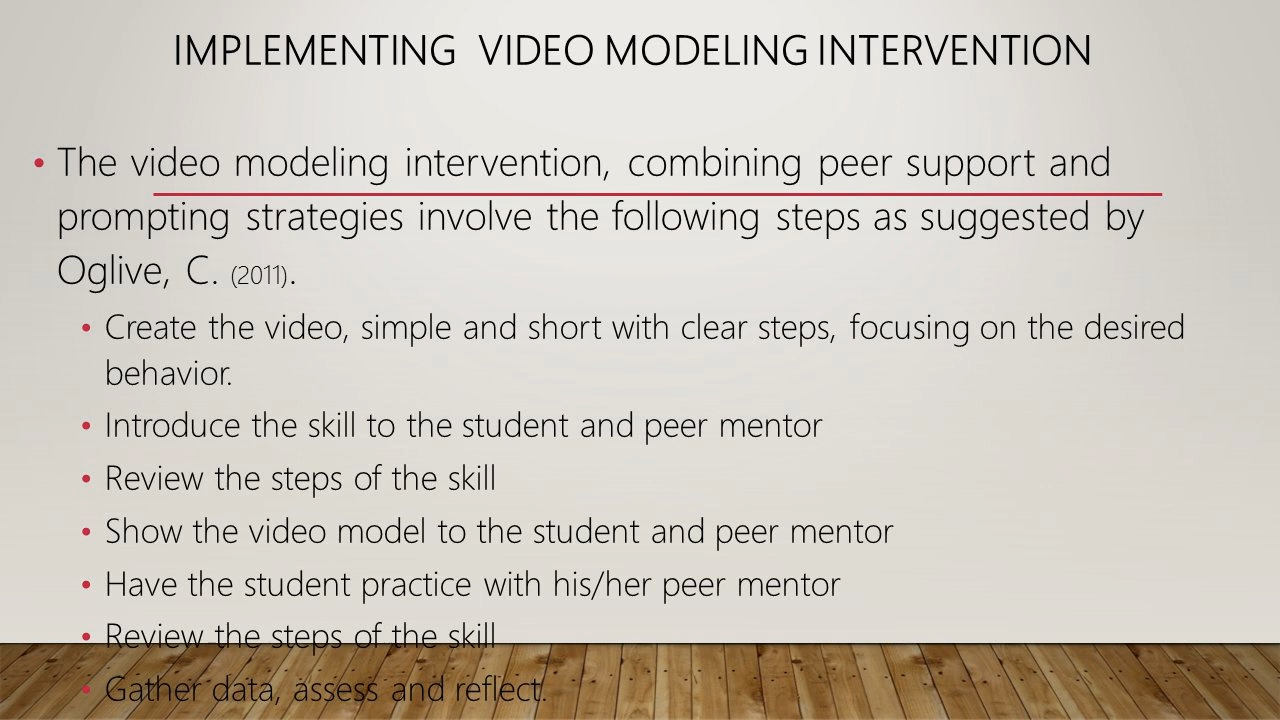 IMPLEMENTING VIDEO MODELING INTERVENTION
• The video modeling intervention, combining peer support and
prompting strategies involve the following steps as suggested by
Oglive, C. (2011).
• Create the video, simple and short with clear steps, focusing on the desired
behavior.
• Introduce the skill to the student and peer mentor
• Review the steps of the skill
• Show the video model to the student and peer mentor
• Have the student practice with his/her peer mentor
• Review the steps of the skill
• Gather data, assess and reflect.